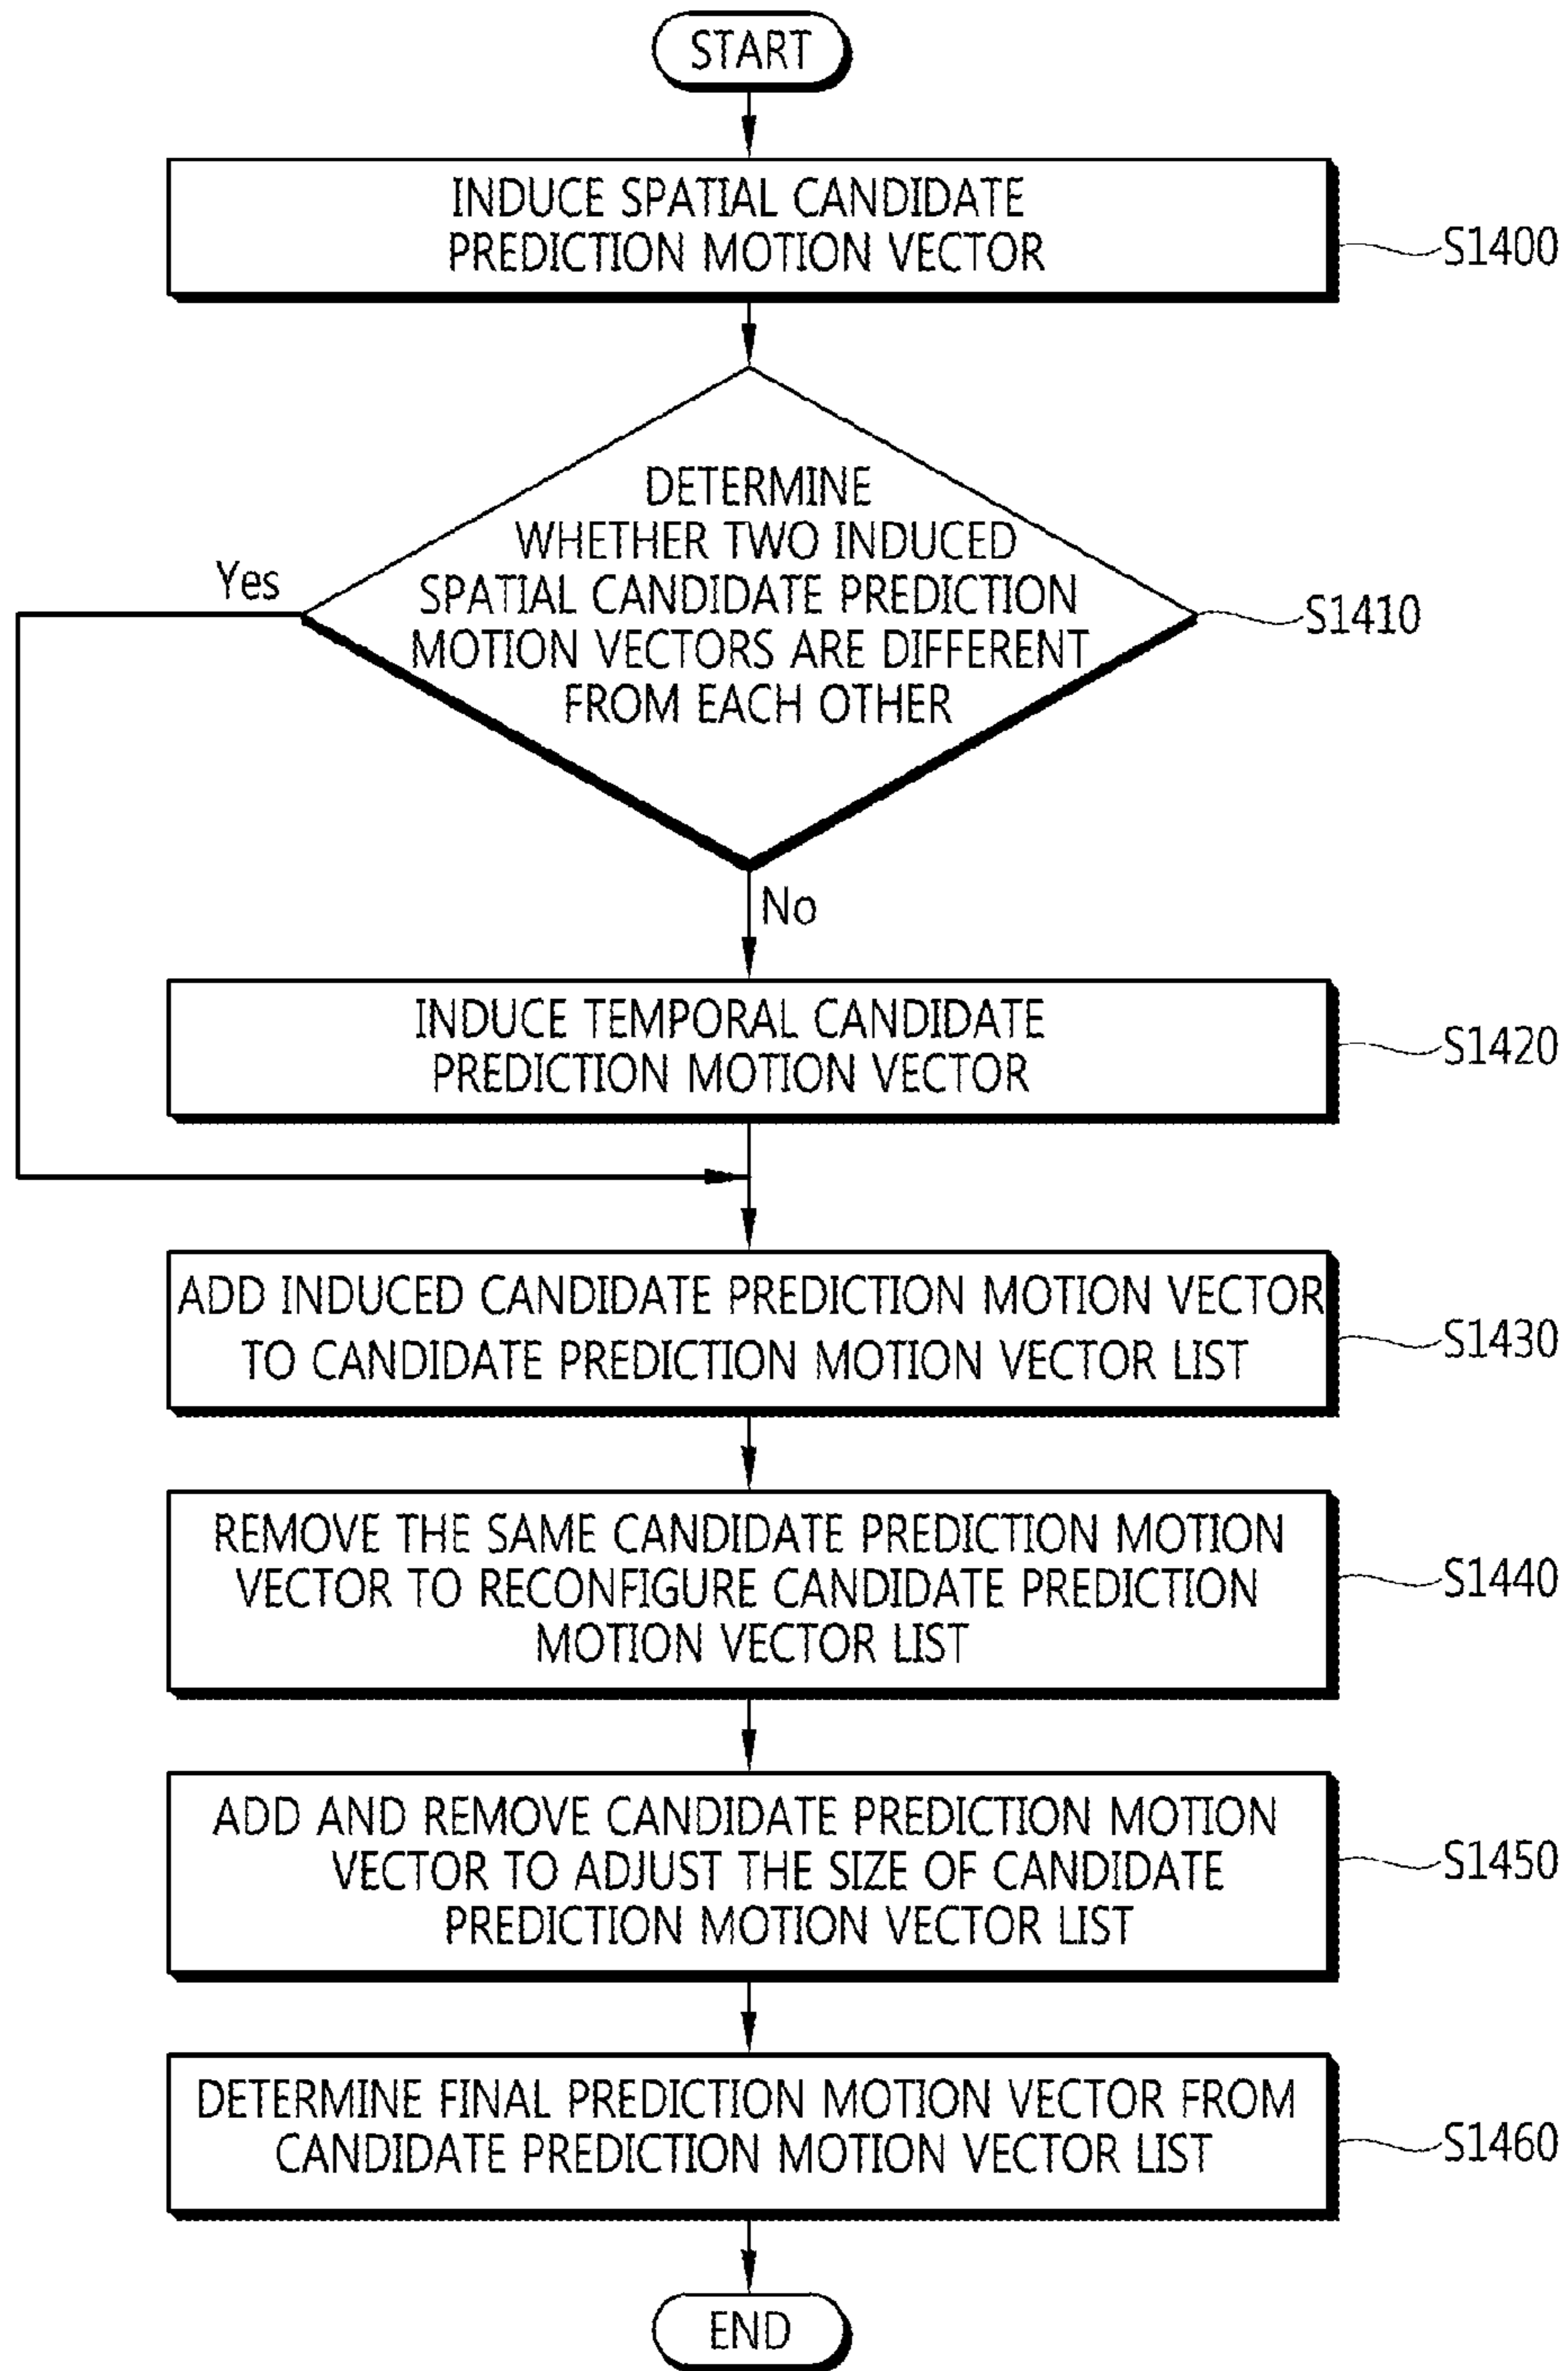 START
INDUCE SPATIAL CANDIDATE
PREDICTION MOTION VECTOR
S1400
DETERMINE
WHETHER TWO INDUCED
SPATIAL CANDIDATE PREDICTION
MOTION VECTORS ARE DIFFERENT
FROM EACH OTHER
Yes
S1410
No
INDUCE TEMPORAL CANDIDATE
PREDICTION MOTION VECTOR
S1420
ADD INDUCED CANDIDATE PREDICTION MOTION VECTOR
TO CANDIDATE PREDICTION MOTION VECTOR LIST
S1430
REMOVE THE SAME CANDIDATE PREDICTION MOTION
VECTOR TO RECONFIGURE CANDIDATE PREDICTION
MOTION VECTOR LIST
S1440
ADD AND REMOVE CANDIDATE PREDICTION MOTION
VECTOR TO ADJUST THE SIZE OF CANDIDATE
PREDICTION MOTION VECTOR LIST
S1450
DETERMINE FINAL PREDICTION MOTION VECTOR FROM
CANDIDATE PREDICTION MOTION VECTOR LIST
S1460
END